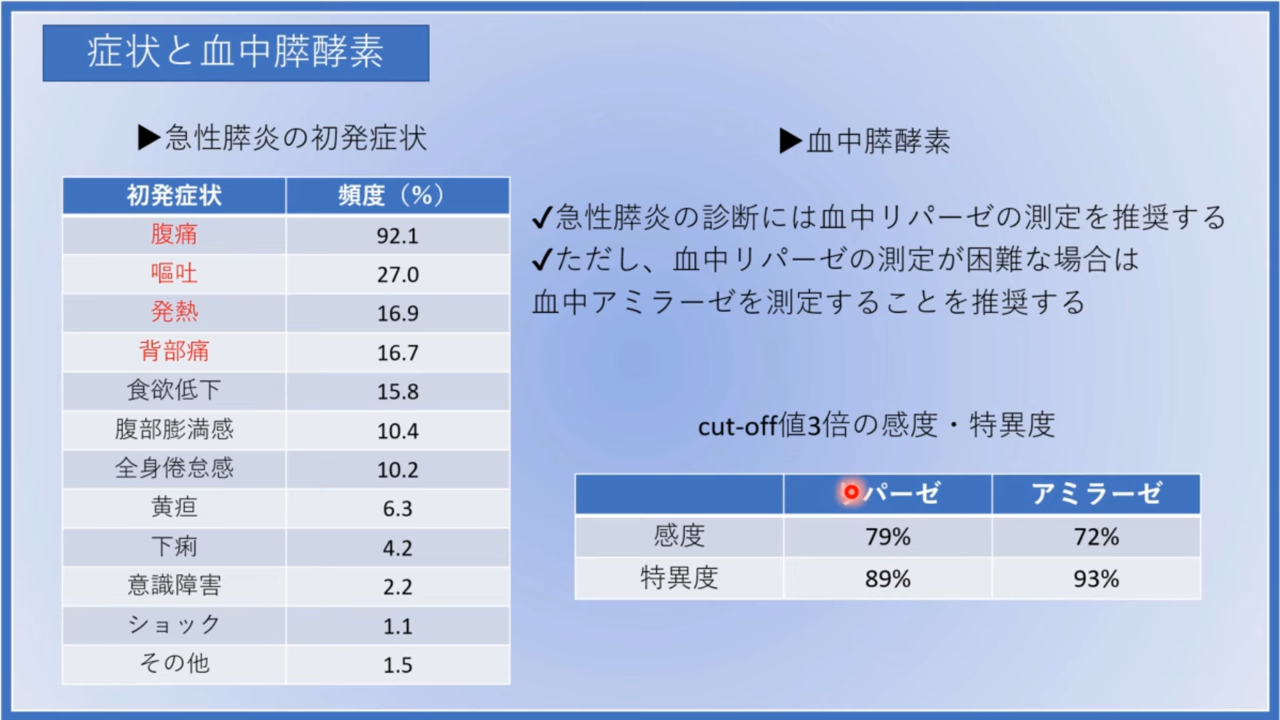 症状と血中膵酵素
▶急性膵炎の初発症状
初発症状 頻度（%）
腹痛 92.1
嘔吐 27.0
発熱 16.9
背部痛 16.7
食欲低下 15.8
腹部膨満感 10.4
全身倦怠感 10.2
黄疸 6.3
下痢 4.2
意識障害 2.2
ショック 1.1
その他 1.5
▶血中膵酵素
✓急性膵炎の診断には血中リパーゼの測定を推奨する
✓ただし、血中リパーゼの測定が困難な場合は
血中アミラーゼを測定することを推奨する
cut-off値3倍の感度・特異度
パーゼ アミラーゼ
感度 79% 72%
特異度 89% 93%